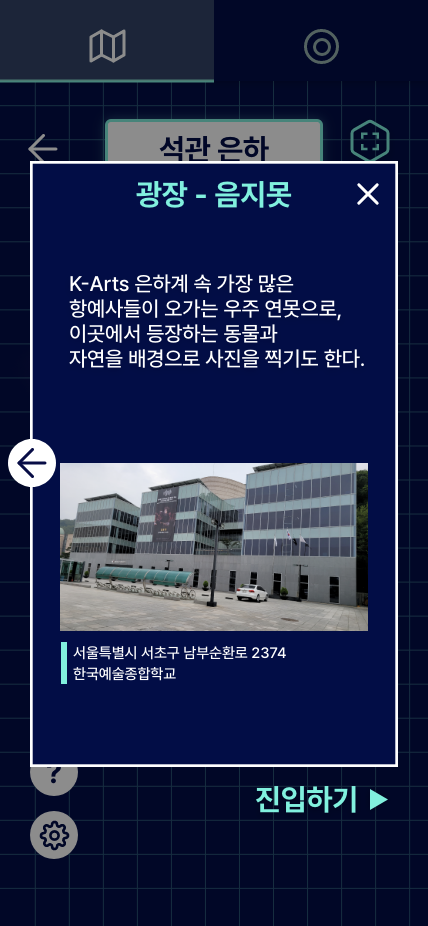 석관 은하
광장 - 음지못
K-Arts 은하계 속 가장 많은
항예사들이 오가는 우주 연못으로,
이곳에서 등장하는 동물과
자연을 배경으로 사진을 찍기도 한다.
서울특별시 서초구 남부순환로 2374
한국예술종합학교
?
진입하기 ▶